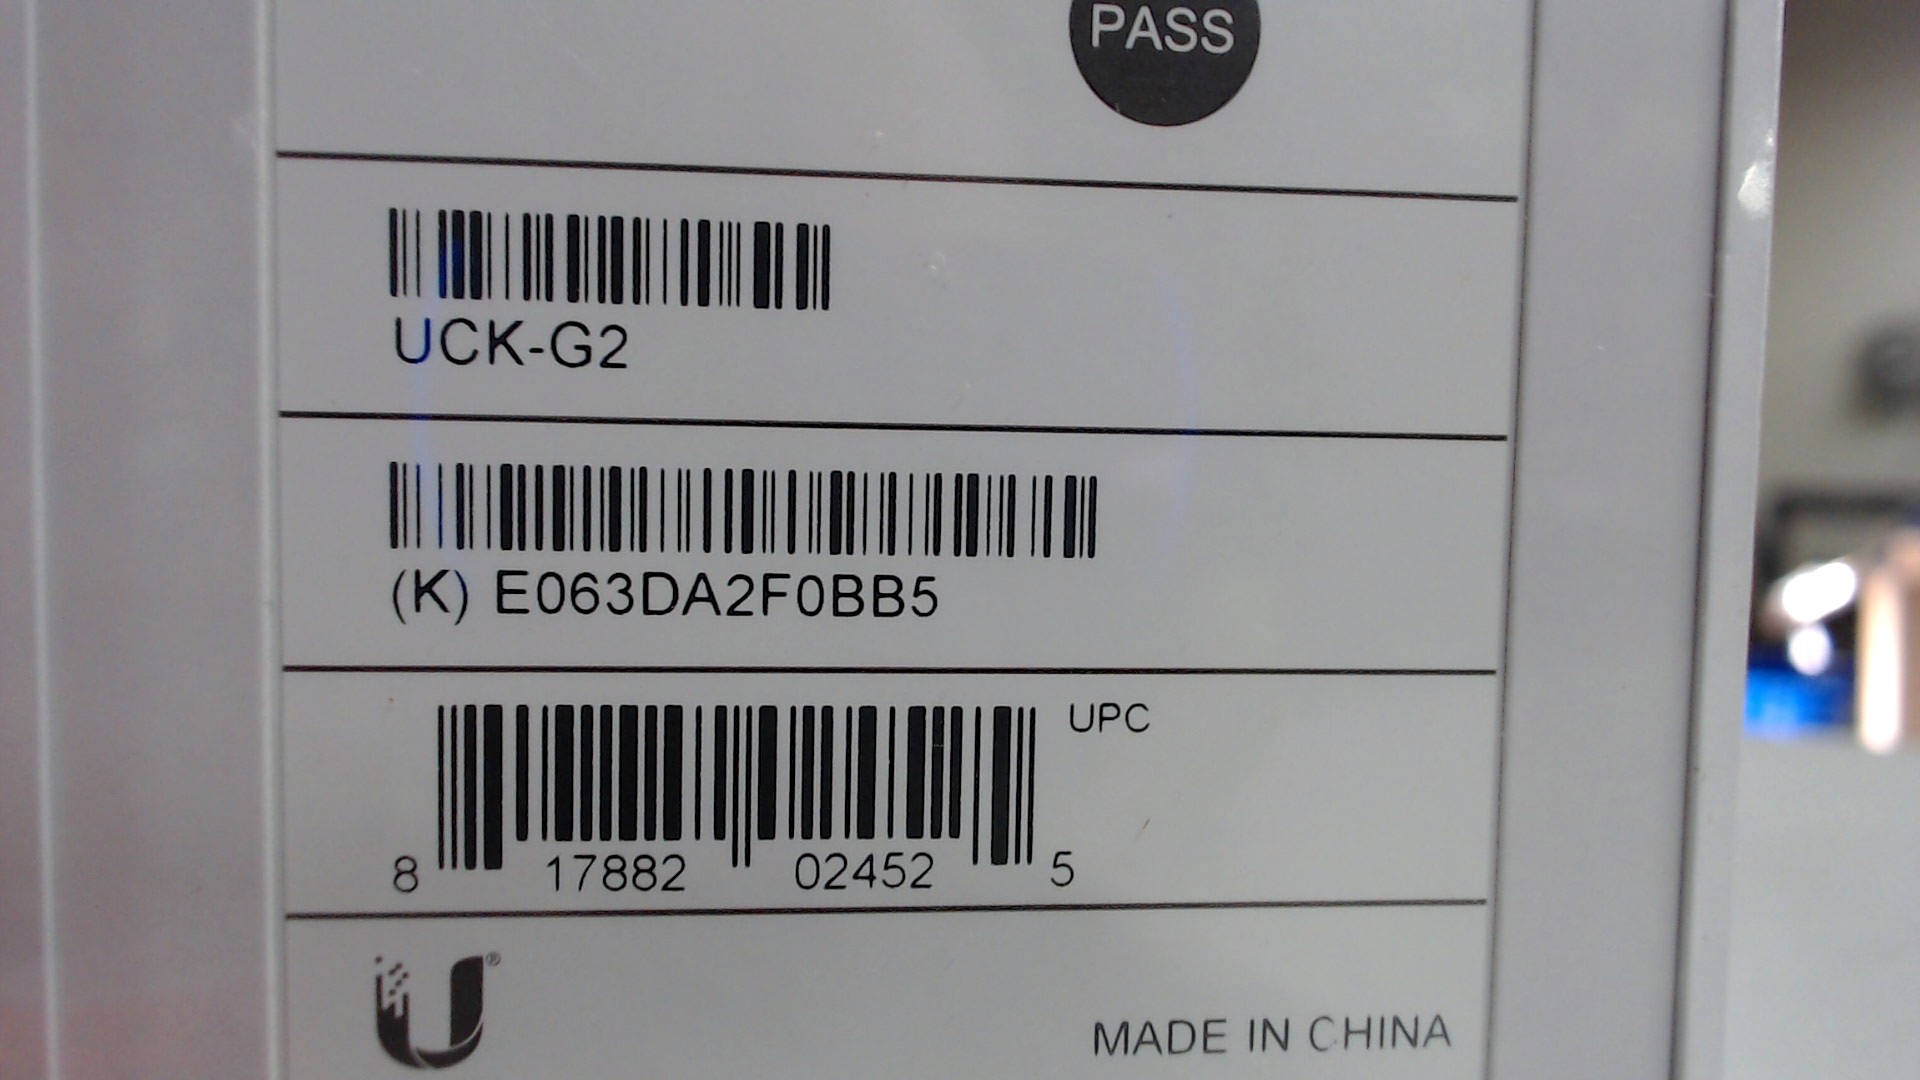 PASS
UCK-G2
(K) E063DA2F0BB5
UPC
8 17882 02452 5
U®
MADE IN CHINA